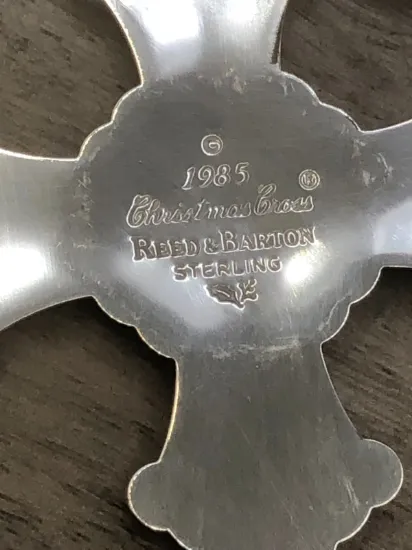 ©
1985
Christmas Cross ®
REED & BARTON
STERLING